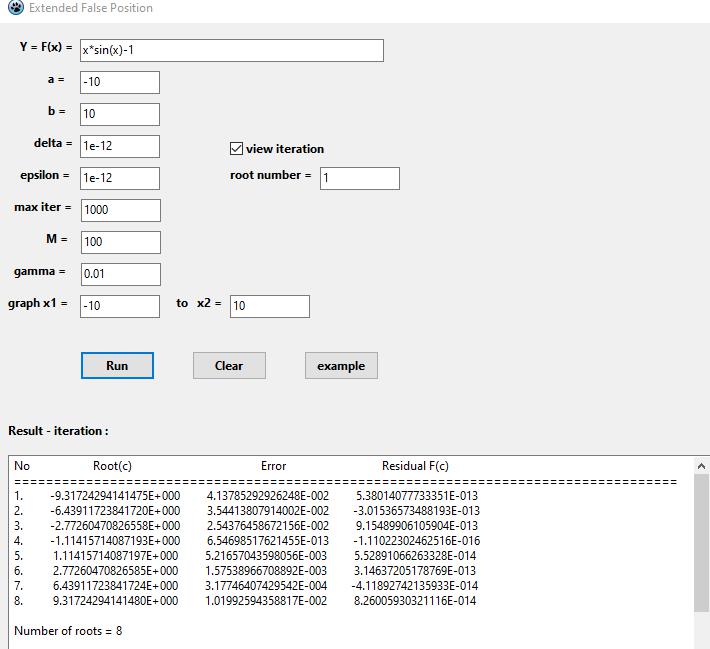 Extended False Position
Y = F(x) = x*sin(x)-1
a = -10
b = 10
delta = 1e-12 view iteration
epsilon = 1e-12 root number = 1
max iter = 1000
M = 100
gamma = 0.01
graph x1 = -10 to x2 = 10
Run Clear example
Result - iteration :
No Root(c) Error Residual F(c)
===================================================================================
1. -9.31724294141475E+000 4.13785292926248E-002 5.38014077733351E-013
2. -6.43911723841720E+000 3.54413807914002E-002 -3.01536573488193E-013
3. -2.77260470826558E+000 2.54376458672156E-002 9.15489906105904E-013
4. -1.11415714087193E+000 6.54698517621455E-013 -1.11022302462516E-016
5. 1.11415714087197E+000 5.21657043598056E-003 5.52891066263328E-014
6. 2.77260470826585E+000 1.57538966708892E-003 3.14637205178769E-013
7. 6.43911723841724E+000 3.17746407429542E-004 -4.11892742135933E-014
8. 9.31724294141480E+000 1.01992594358817E-002 8.26005930321116E-014
Number of roots = 8